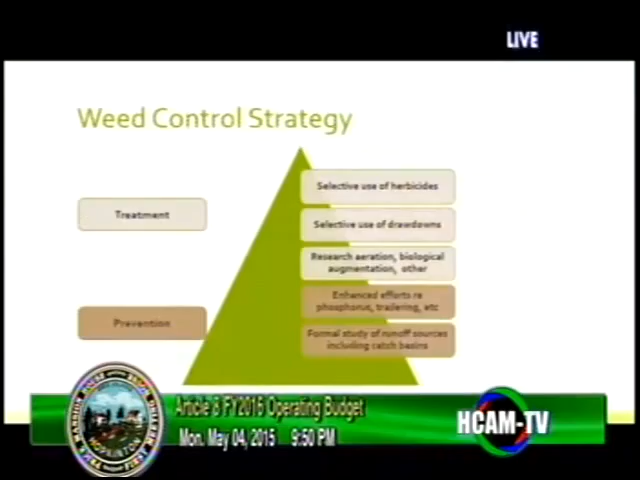 LIVE
Weed Control Strategy
Treatment
Prevention
Selective use of herbicides
Selective use of drawdowns
Research aeration, biological
augmentation, other
Enhanced efforts re
phosphorus, trailering, etc
Formal study of runoff sources
including catch basins
Article 8 FY2016 Operating Budget
Mon. May 04, 2015 9:50 PM
HCAM-TV
HOPKINTON